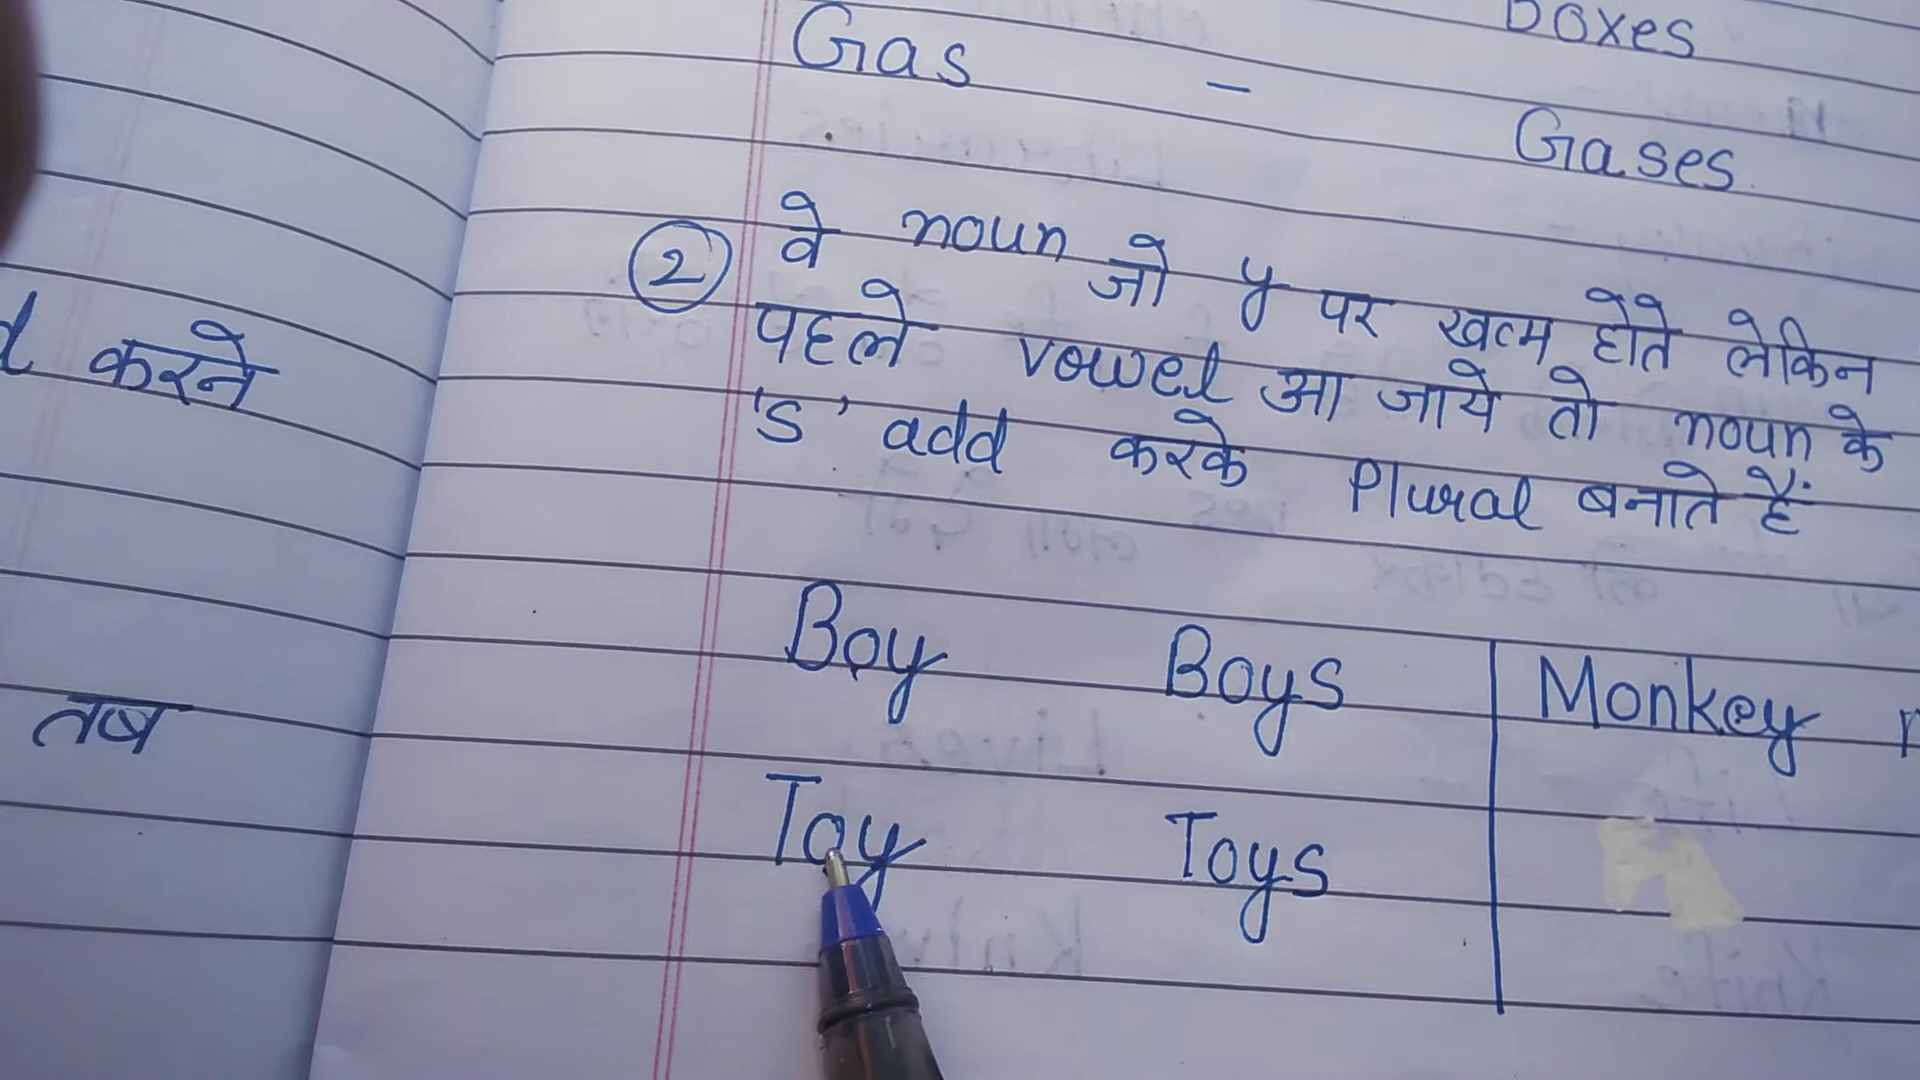 करने
तब
boxes
Gas - Gases
② वे noun जो y पर खत्म होते लेकिन
पहले vowel आ जाये तो noun के
's' add करके Plural बनाते हैं
Boy Boys Monkey
Toy Toys